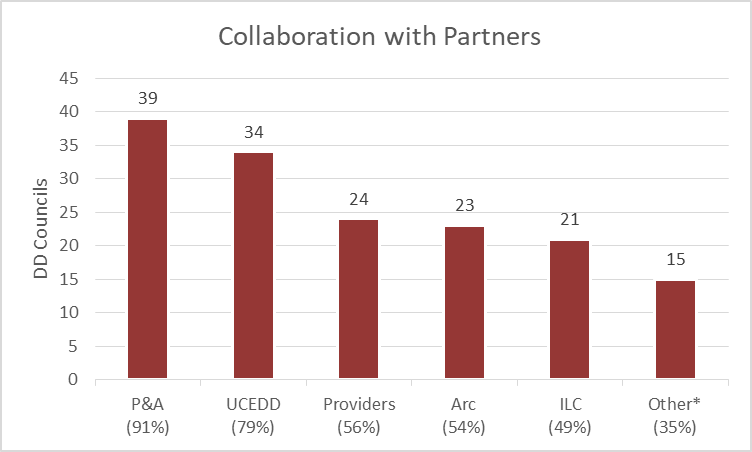 Collaboration with Partners
DD Councils
45
40
35
30
25
20
15
10
5
0
39
34
24
23
21
15
P&A
(91%)
UCEDD
(79%)
Providers
(56%)
Arc
(54%)
ILC
(49%)
Other*
(35%)